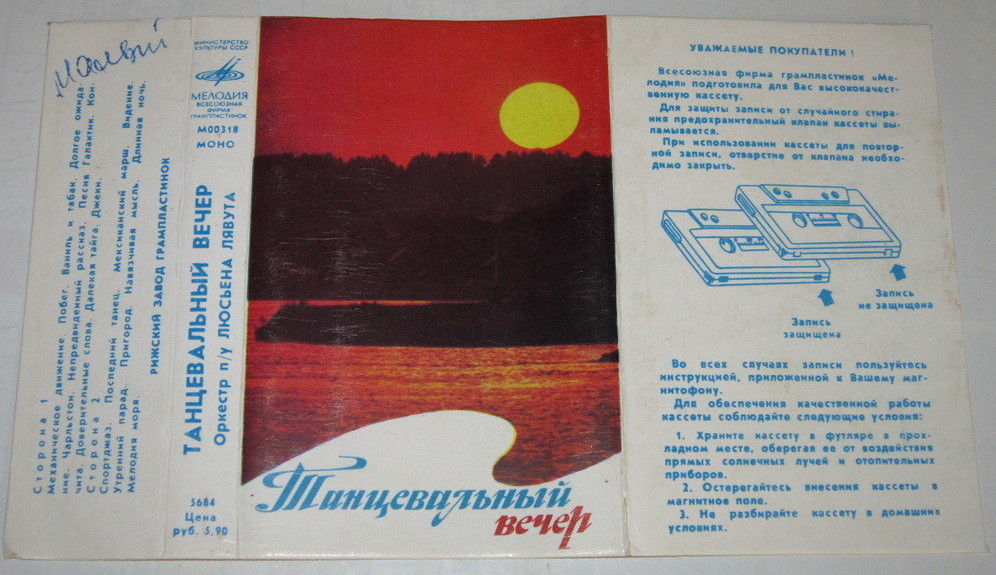 Сторона 1
Механическое движение. Побег. Ваниль и табак. Долгое ожида-
ние. Чарльстон. Непредвиденный рассказ. Песня Галактик. Кон-
чита. Доверительные слова. Далекая тайга. Джеки.
Сторона 2
Спортджаз. Последний танец. Мексиканский марш. Видение.
Утренний парад. Пригород. Навязчивая мысль. Длинная ночь.
Мелодия моря.
РИЖСКИЙ ЗАВОД ГРАМПЛАСТИНОК
МИНИСТЕРСТВО
КУЛЬТУРЫ СССР
МЕЛОДИЯ
ВСЕСОЮЗНАЯ
ФИРМА
ГРАМПЛАСТИНОК
М00318
МОНО
ТАНЦЕВАЛЬНЫЙ ВЕЧЕР
Оркестр п/у ЛЮСЬЕНА ЛЯВУТА
5684
Цена
руб. 5,90
Танцевальный
вечер
УВАЖАЕМЫЕ ПОКУПАТЕЛИ!
Всесоюзная фирма грампластинок «Ме-
лодия» подготовила для Вас высококачест-
венную кассету.
Для защиты записи от случайного стира-
ния предохранительный клапан кассеты вы-
ламывается.
При использовании кассеты для повтор-
ной записи, отверстие от клапана необхо-
димо закрыть.
Запись
не защищена
Запись
защищена
Во всех случаях записи пользуйтесь
инструкцией, приложенной к Вашему маг-
нитофону.
Для обеспечения качественной работы
кассеты соблюдайте следующие условия:
1. Храните кассету в футляре в прох-
ладном месте, оберегая ее от воздействия
прямых солнечных лучей и отопительных
приборов.
2. Остерегайтесь внесения кассеты в
магнитное поле.
3. Не разбирайте кассету в домашних
условиях.